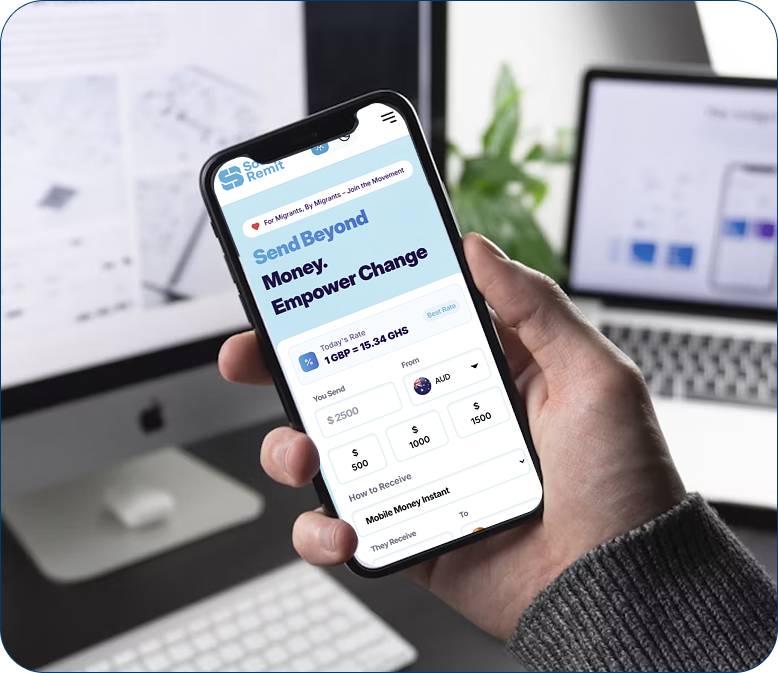 Remit
For Migrants, By Migrants – Join the Movement
Send Beyond
Money.
Empower Change
Today's Rate
1 GBP = 15.34 GHS
Best Rate
You Send
From
$ 2500
AUD
$
500
$
1000
$
1500
How to Receive
Mobile Money Instant
They Receive
To